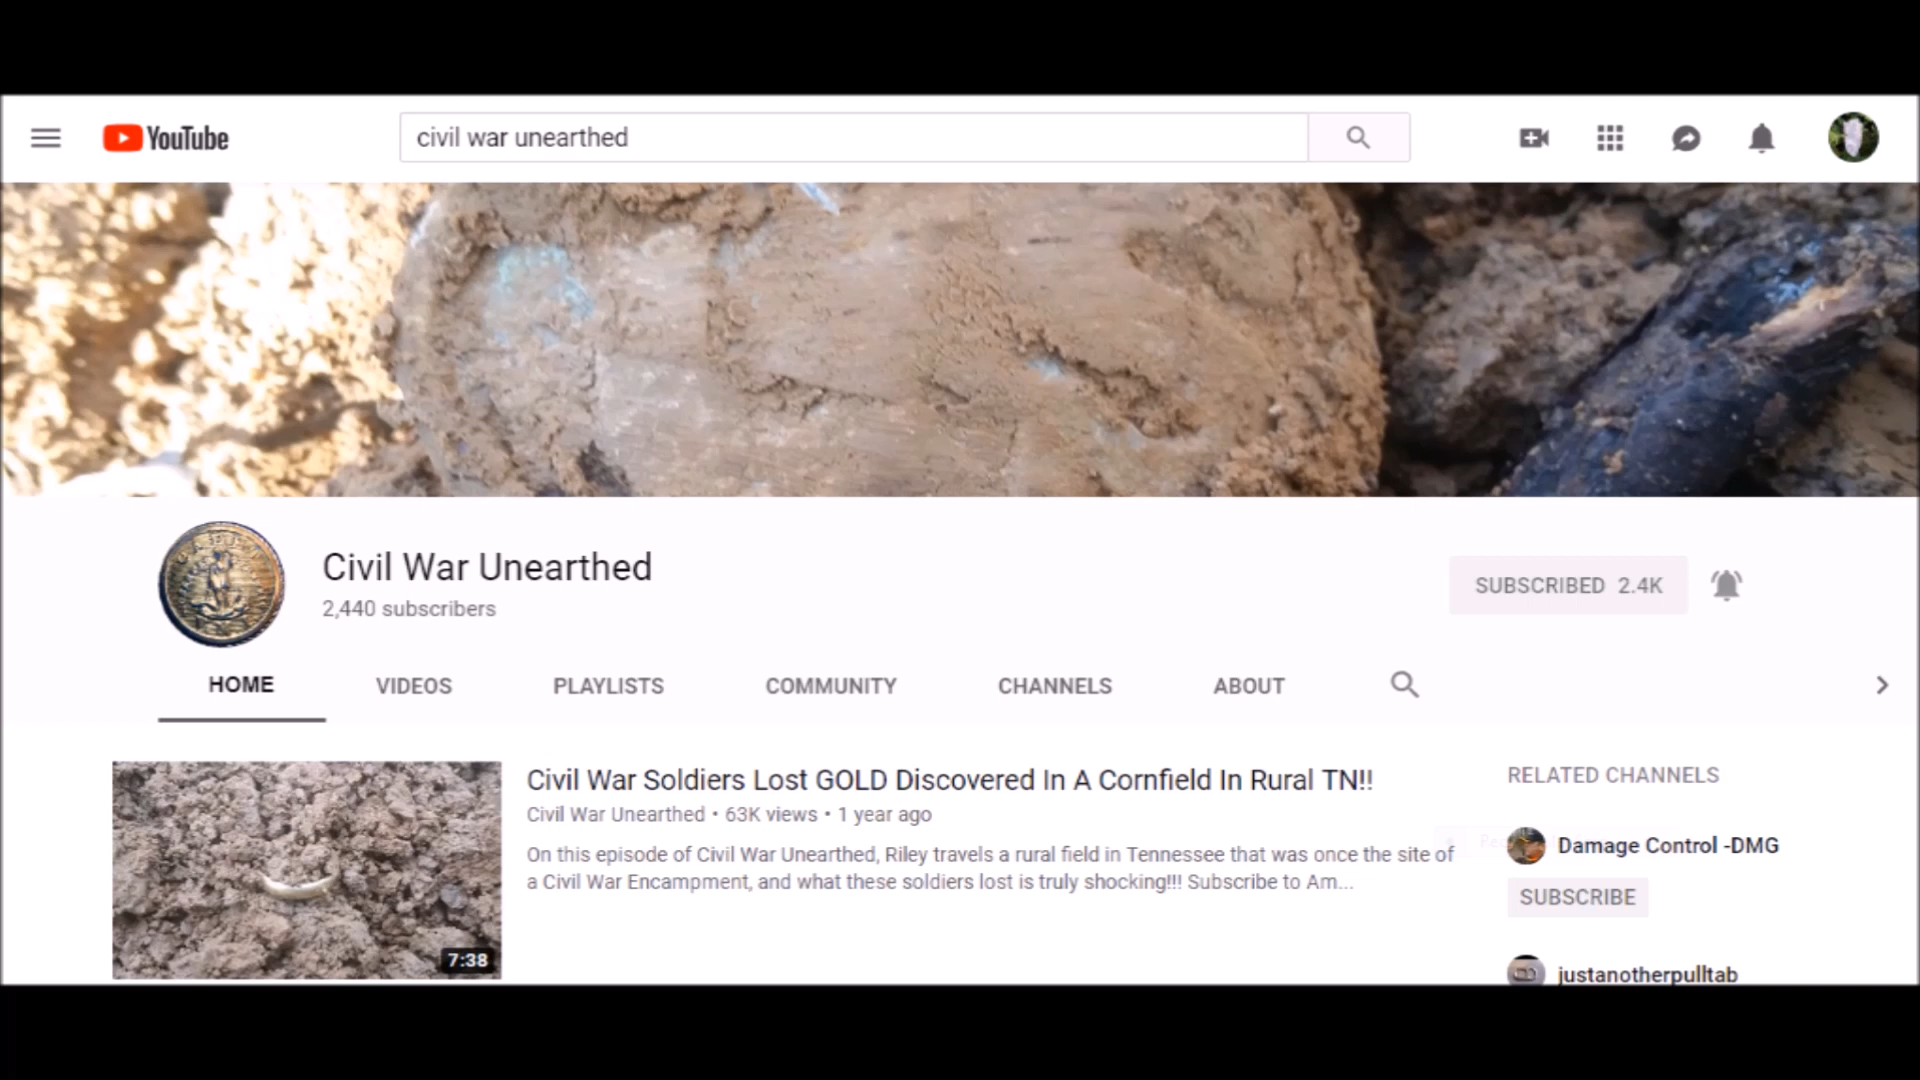 YouTube
civil war unearthed
Civil War Unearthed
2,440 subscribers
SUBSCRIBED 2.4K
HOME
VIDEOS
PLAYLISTS
COMMUNITY
CHANNELS
ABOUT
Civil War Soldiers Lost GOLD Discovered In A Cornfield In Rural TN!!
Civil War Unearthed • 63K views • 1 year ago
On this episode of Civil War Unearthed, Riley travels a rural field in Tennessee that was once the site of
a Civil War Encampment, and what these soldiers lost is truly shocking!!! Subscribe to Am...
7:38
RELATED CHANNELS
Damage Control -DMG
SUBSCRIBE
justanotherpulltab